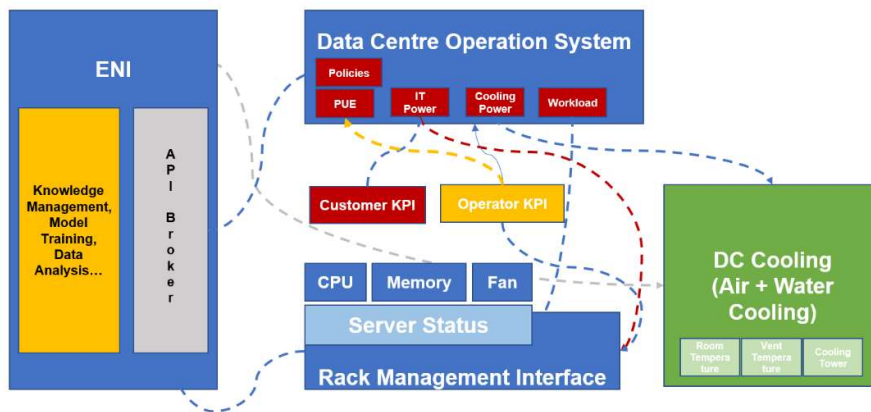 ENI
Knowledge
Management,
Model
Training,
Data
Analysis...
API Broker
Data Centre Operation System
Policies
PUE
IT
Power
Cooling
Power
Workload
Customer KPI
Operator KPI
CPU
Memory
Fan
Server Status
Rack Management Interface
DC Cooling
(Air + Water
Cooling)
Room
Tempera
ture
Vent
Tempera
ture
Cooling
Tower